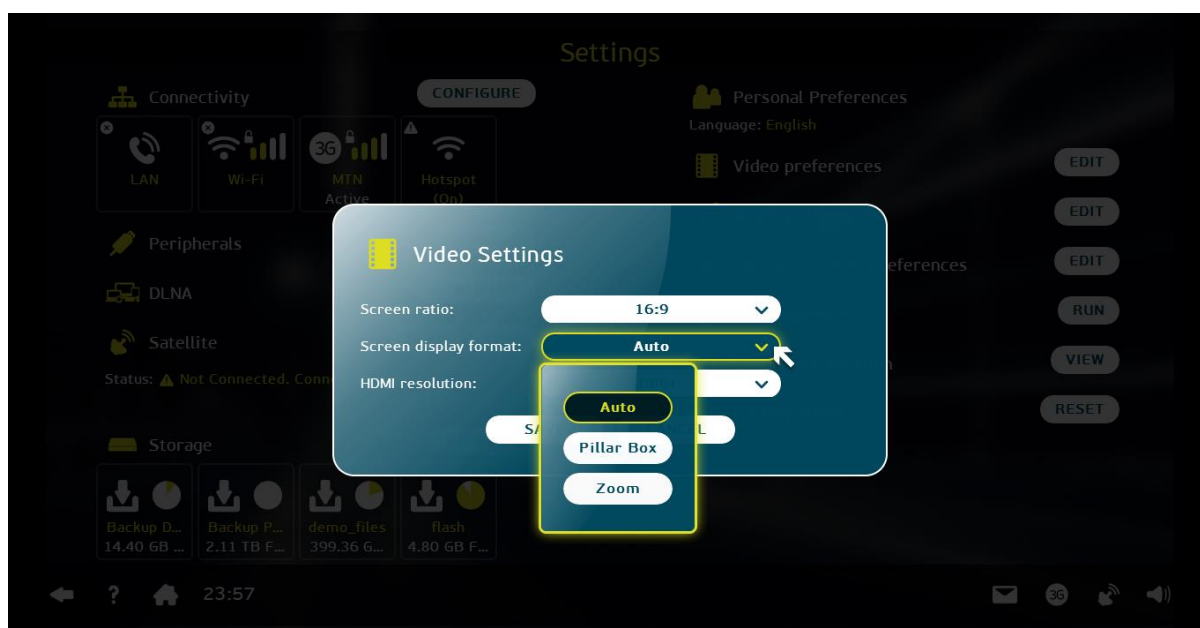 Settings
Connectivity
CONFIGURE
LAN
Wi-Fi
3G
MTN
Active
Hotspot
(On)
Peripherals
DLNA
Satellite
Status: Not Connected. Conn
Storage
Backup D...
14.40 GB ...
Backup P...
2.11 TB F...
demo_files
399.36 G...
flash
4.80 GB F...
Personal Preferences
Language: English
Video preferences
EDIT
EDIT
eferences
EDIT
RUN
VIEW
RESET
Video Settings
Screen ratio:
16:9
Screen display format:
Auto
HDMI resolution:
Auto
Pillar Box
Zoom
?
23:57
3G